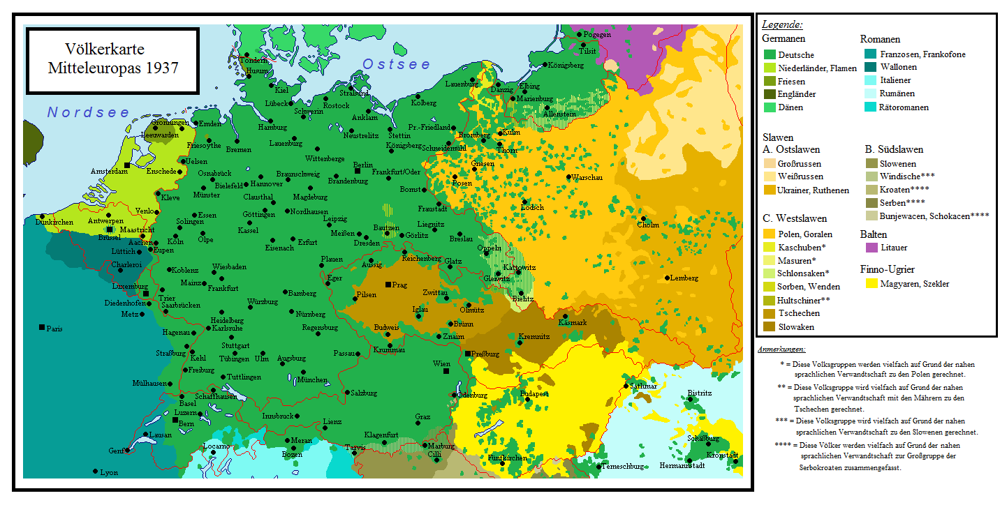 Völkerkarte
Mitteleuropas 1937
Nordsee
Ostsee
Pogegen
Tilsit
Königsberg
Tondern
Husum
Kiel
Stralsund
Lauenburg
Danzig
Elbing
Marienburg
Allenstein
Lübeck
Schwerin
Rostock
Anklam
Kolberg
Gronningen
Emden
Leeuwarden
Hamburg
Neustrelitz
Stettin
Pr.-Friedland
Bromberg
Kulm
Friesoythe
Bremen
Lauenburg
Königsberg
Schneidemühl
Thorn
Wittenberge
Uelsen
Amsterdam
Enschede
Osnabrück
Braunschweig
Berlin
Frankfurt/Oder
Gnesen
Bielefeld
Hannover
Brandenburg
Posen
Warschau
Münster
Clausthal
Magdeburg
Bomst
Kleve
Fraustadt
Lodsch
Venlo
Göttingen
Nordhausen
Essen
Dünkirchen
Antwerpen
Solingen
Leipzig
Liegnitz
Cholm
Maastricht
Kassel
Meißen
Bautzen
Brüssel
Köln
Olpe
Dresden
Görlitz
Breslau
Aachen
Eupen
Eisenach
Erfurt
Lüttich
Oppeln
Reichenberg
Charleroi
Koblenz
Wiesbaden
Plauen
Aussig
Glatz
Kattowitz
Gleiwitz
Luxemburg
Mainz
Frankfurt
Eger
Prag
Lemberg
Trier
Bamberg
Pilsen
Zwittau
Bielitz
Diedenhofen
Saarbrücken
Würzburg
Iglau
Olmütz
Metz
Heidelberg
Nürnberg
Paris
Karlsruhe
Regensburg
Budweis
Brünn
Käsmark
Hagenau
Znaim
Kremnitz
Stuttgart
Krummau
Straßburg
Kehl
Tübingen
Ulm
Augsburg
Passau
Preßburg
Wien
Freiburg
Tuttlingen
München
Mülhausen
Schaffhausen
Salzburg
Ödenburg
Budapest
Sathmar
Basel
Bistritz
Luzern
Bern
Innsbruck
Lienz
Graz
Lausan
Klagenfurt
Schäßburg
Genf
Locarno
Meran
Tarvis
Marburg
Bozen
Cilli
Fünfkirchen
Kronstadt
Temeschburg
Hermannstadt
Lyon
Legende:
Germanen
Deutsche
Niederländer, Flamen
Friesen
Engländer
Dänen
Romanen
Franzosen, Frankofone
Wallonen
Italiener
Rumänen
Rätoromanen
Slawen
A. Ostslawen
Großrussen
Weißrussen
Ukrainer, Ruthenen
B. Südslawen
Slowenen
Windische***
Kroaten****
Serben****
Bunjewacen, Schokacen****
C. Westslawen
Polen, Goralen
Kaschuben*
Masuren*
Schlonsaken*
Sorben, Wenden
Hultschiner**
Tschechen
Slowaken
Balten
Litauer
Finno-Ugrier
Magyaren, Szekler
Anmerkungen:
* = Diese Volksgruppen werden vielfach auf Grund der nahen
sprachlichen Verwandtschaft zu den Polen gerechnet.
** = Diese Volksgruppe wird vielfach auf Grund der nahen
sprachlichen Verwandtschaft mit den Mährern zu den
Tschechen gerechnet.
*** = Diese Volksgruppe wird vielfach auf Grund der nahen
sprachlichen Verwandtschaft zu den Slowenen gerechnet.
**** = Diese Völker werden vielfach auf Grund der nahen
sprachlichen Verwandtschaft zur Großgruppe der
Serbokroaten zusammengefasst.